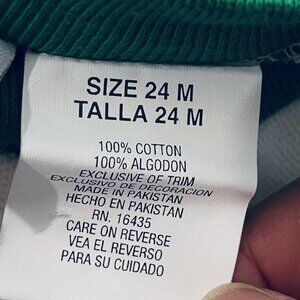 SIZE 24 M
TALLA 24 M
100% COTTON
100% ALGODON
EXCLUSIVE OF TRIM
EXCLUSIVO DE DECORACION
MADE IN PAKISTAN
HECHO EN PAKISTAN
RN. 16435
CARE ON REVERSE
VEA EL REVERSO
PARA SU CUIDADO